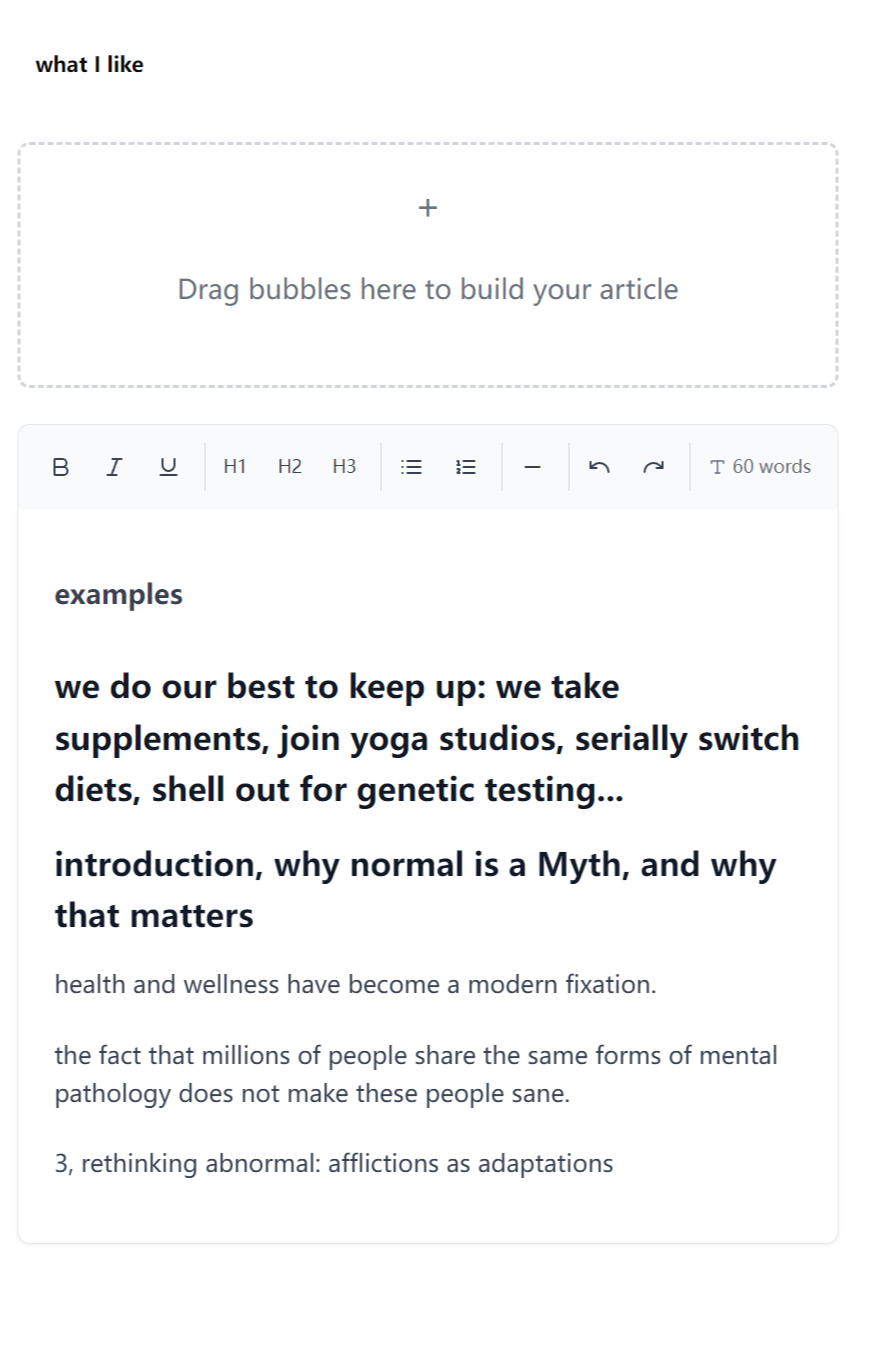 what I like
+
Drag bubbles here to build your article
B I U H1 H2 H3 T 60 words
examples
we do our best to keep up: we take
supplements, join yoga studios, serially switch
diets, shell out for genetic testing...
introduction, why normal is a Myth, and why
that matters
health and wellness have become a modern fixation.
the fact that millions of people share the same forms of mental
pathology does not make these people sane.
3, rethinking abnormal: afflictions as adaptations